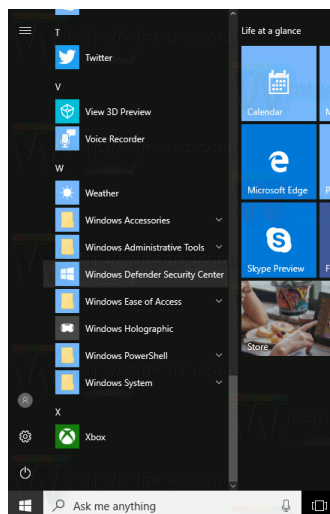 T
Twitter
V
View 3D Preview
Voice Recorder
W
Weather
Windows Accessories
Windows Administrative Tools
Windows Defender Security Center
Windows Ease of Access
Windows Holographic
Windows PowerShell
Windows System
X
Xbox
Ask me anything
Life at a glance
Calendar
Microsoft Edge
Skype Preview
Store